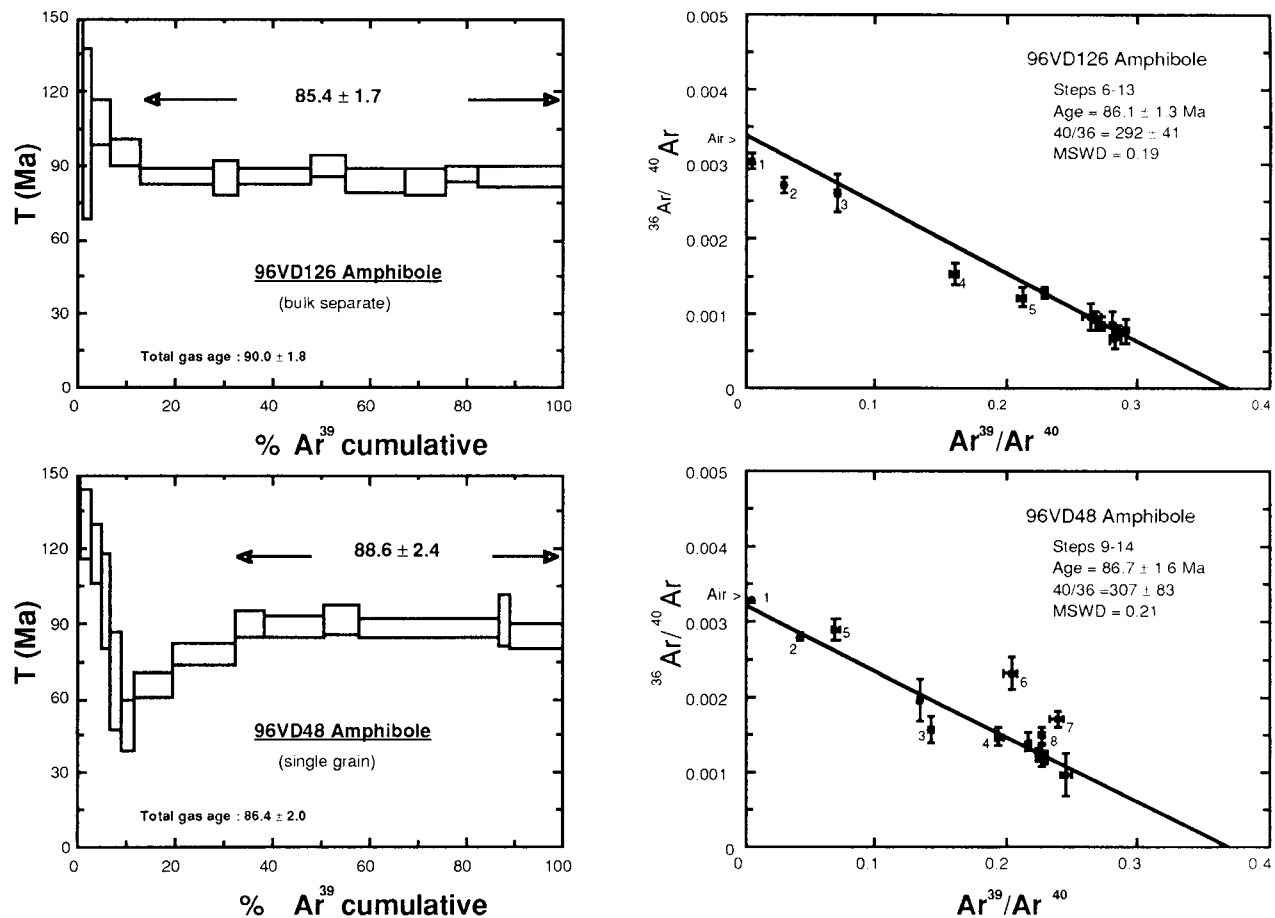 150
120
90
60
30
0
T (Ma)
85.4 ± 1.7
96VD126 Amphibole
(bulk separate)
Total gas age : 90.0 ± 1.8
0 20 40 60 80 100
% Ar39 cumulative
0.005
0.004
0.003
0.002
0.001
0.000
36Ar/ 40Ar
Air >
96VD126 Amphibole
Steps 6-13
Age = 86.1 ± 1.3 Ma
40/36 = 292 ± 41
MSWD = 0.19
1
2
3
4
5
0 0.1 0.2 0.3 0.4
Ar39/Ar 40
150
120
90
60
30
0
T (Ma)
88.6 ± 2.4
96VD48 Amphibole
(single grain)
Total gas age : 86.4 ± 2.0
0 20 40 60 80 100
% Ar39 cumulative
0.005
0.004
0.003
0.002
0.001
0
36Ar/ 40Ar
Air >
96VD48 Amphibole
Steps 9-14
Age = 86.7 ± 1 6 Ma
40/36 =307 ± 83
MSWD = 0.21
1
2
5
6
7
3
4
8
0 0.1 0.2 0.3 0.4
Ar39/Ar 40